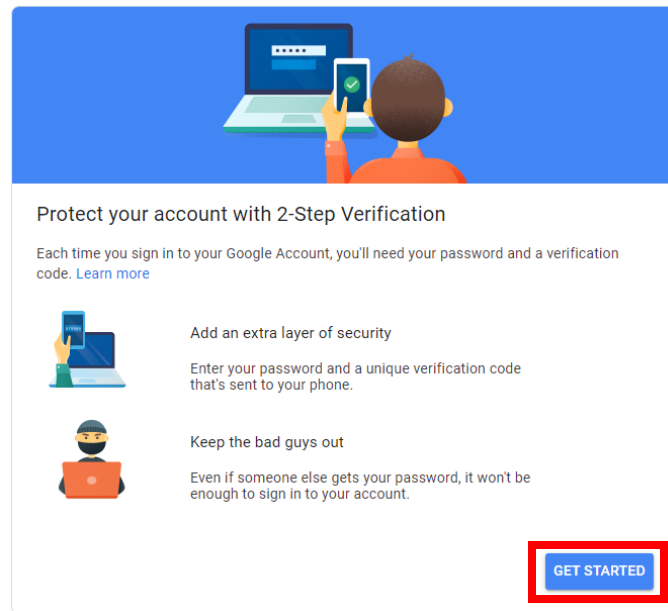 Protect your account with 2-Step Verification
Each time you sign in to your Google Account, you'll need your password and a verification
code. Learn more
Add an extra layer of security
Enter your password and a unique verification code
that's sent to your phone.
Keep the bad guys out
Even if someone else gets your password, it won't be
enough to sign in to your account.
GET STARTED